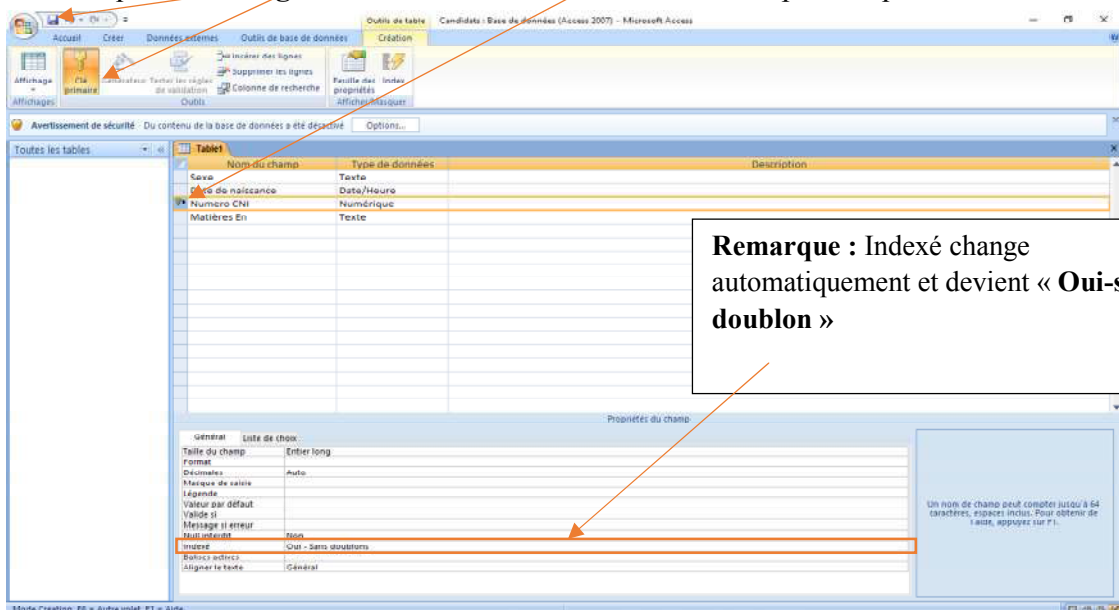 Outils de table Candidats : Base de données (Access 2007) - Microsoft Access
Accueil Créer Données externes Outils de base de données Création
Insérer des lignes
Supprimer les lignes
Colonne de recherche
Affichage Clé primaire Tester les règles de validation Feuille des propriétés Index
Affichages Outils Afficher/Masquer
Avertissement de sécurité Du contenu de la base de données a été désactivé Options...
Toutes les tables Table1
Nom du champ Type de données Description
Sexe Texte
Date de naissance Date/Heure
Numero CNI Numérique
Matières En Texte
Remarque : Indexé change
automatiquement et devient « Oui-s
doublon »
Propriétés du champ
Général Liste de choix
Taille du champ Entier long
Format
Décimales Auto
Masque de saisie
Légende
Valeur par défaut
Valide si
Message si erreur
Null interdit Non
Indexé Oui - Sans doublons
Balises actives
Aligner le texte Général
Un nom de champ peut compter jusqu'à 64
caractères, espaces inclus. Pour obtenir de
l'aide, appuyez sur F1.
Mode Création. F6 = Autre volet. F1 = Aide.